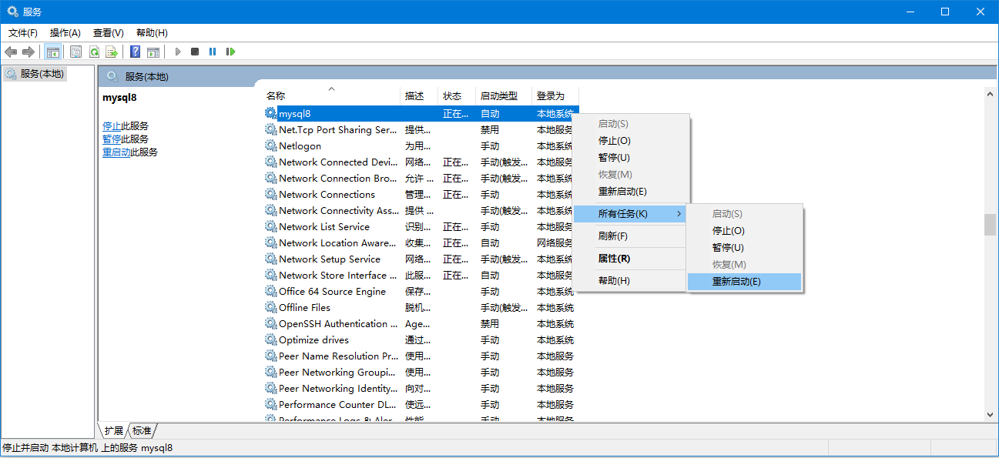 服务
文件(F) 操作(A) 查看(V) 帮助(H)
服务(本地)
服务(本地)
mysql8
停止此服务
暂停此服务
重启动此服务
名称 描述 状态 启动类型 登录为
mysql8 正在... 自动 本地系统
Net.Tcp Port Sharing Ser... 提供... 禁用 本地服务
Netlogon 为用... 手动 本地系统
Network Connected Devi... 网络... 正在... 手动(触发... 本地服务
Network Connection Bro... 允许 ... 正在... 手动(触发... 本地系统
Network Connections 管理... 正在... 手动 本地系统
Network Connectivity Ass... 提供 ... 手动(触发... 本地系统
Network List Service 识别... 正在... 手动 本地服务
Network Location Aware... 收集... 正在... 自动 网络服务
Network Setup Service 网络... 正在... 手动(触发... 本地系统
Network Store Interface ... 此服... 正在... 自动 本地服务
Office 64 Source Engine 保存... 手动 本地系统
Offline Files 脱机... 手动(触发... 本地系统
OpenSSH Authentication ... Age... 禁用 本地系统
Optimize drives 通过... 手动 本地系统
Peer Name Resolution Pr... 使用... 手动 本地服务
Peer Networking Groupi... 使用... 手动 本地服务
Peer Networking Identity... 向对... 手动 本地服务
Performance Counter DL... 使远... 手动 本地服务
Performance Logs & Aler... 性能... 手动 本地服务
启动(S)
停止(O)
暂停(U)
恢复(M)
重新启动(E)
所有任务(K)
刷新(F)
属性(R)
帮助(H)
启动(S)
停止(O)
暂停(U)
恢复(M)
重新启动(E)
扩展 标准
停止并启动 本地计算机 上的服务 mysql8